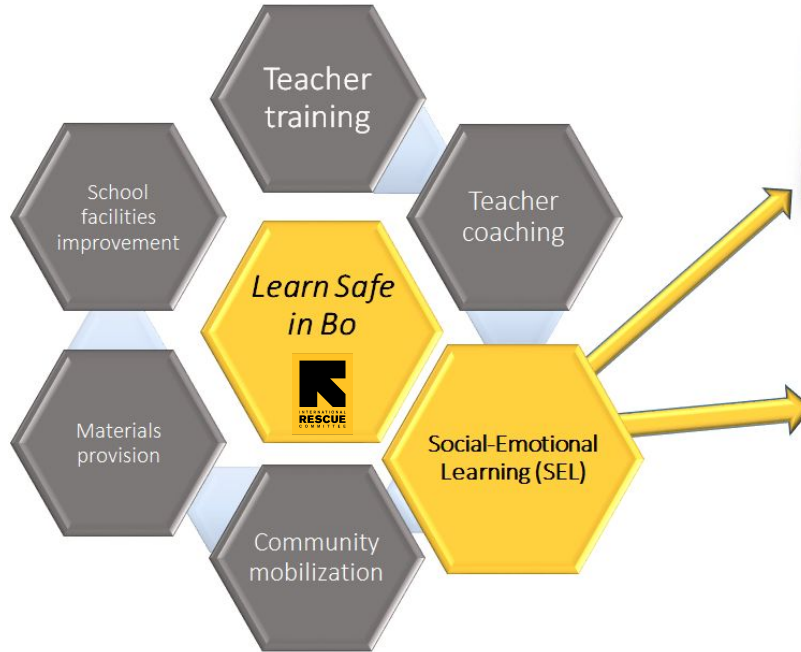 Teacher
training
School
facilities
improvement
Teacher
coaching
Learn Safe
in Bo
INTERNATIONAL
RESCUE
COMMITTEE
Materials
provision
Social-Emotional
Learning (SEL)
Community
mobilization